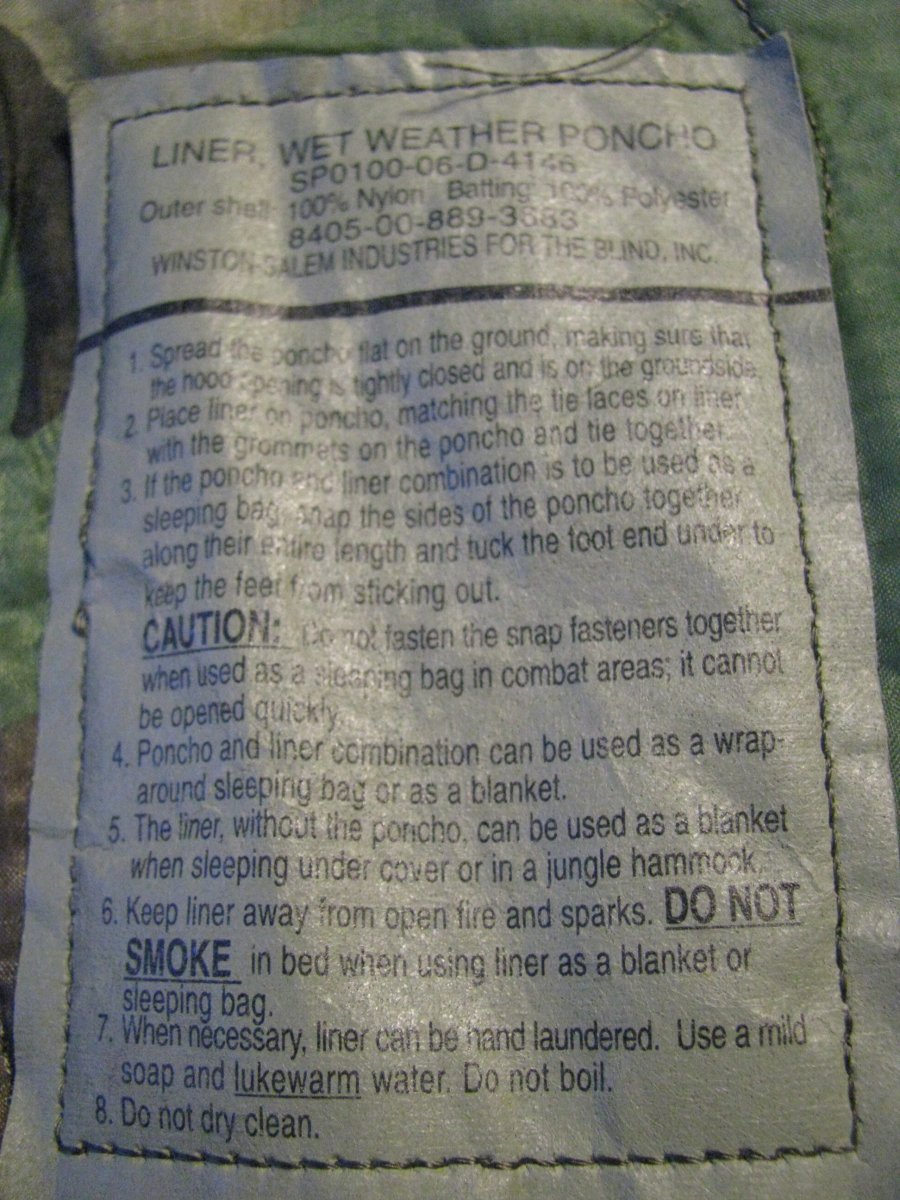 LINER, WET WEATHER PONCHO
SP0100-06-D-4146
Outer shell: 100% Nylon Batting 100% Polyester
8405-00-889-3683
WINSTON-SALEM INDUSTRIES FOR THE BLIND, INC.
1. Spread the poncho flat on the ground, making sure that
the hood opening is tightly closed and is on the groundside.
2. Place liner on poncho, matching the tie laces on liner
with the grommets on the poncho and tie together.
3. If the poncho and liner combination is to be used as a
sleeping bag, snap the sides of the poncho together
along their entire length and tuck the foot end under to
keep the feet from sticking out.
CAUTION: Do not fasten the snap fasteners together
when used as a sleeping bag in combat areas; it cannot
be opened quickly.
4. Poncho and liner combination can be used as a wrap-
around sleeping bag or as a blanket.
5. The liner, without the poncho, can be used as a blanket
when sleeping under cover or in a jungle hammock.
6. Keep liner away from open fire and sparks. DO NOT
SMOKE in bed when using liner as a blanket or
sleeping bag.
7. When necessary, liner can be hand laundered. Use a mild
soap and lukewarm water. Do not boil.
8. Do not dry clean.